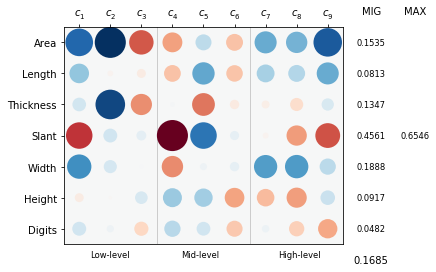 c1 c2 c3 c4 c5 c6 c7 c8 c9 MIG MAX
Area 0.1535
Length 0.0813
Thickness 0.1347
Slant 0.4561 0.6546
Width 0.1888
Height 0.0917
Digits 0.0482
Low-level Mid-level High-level
0.1685